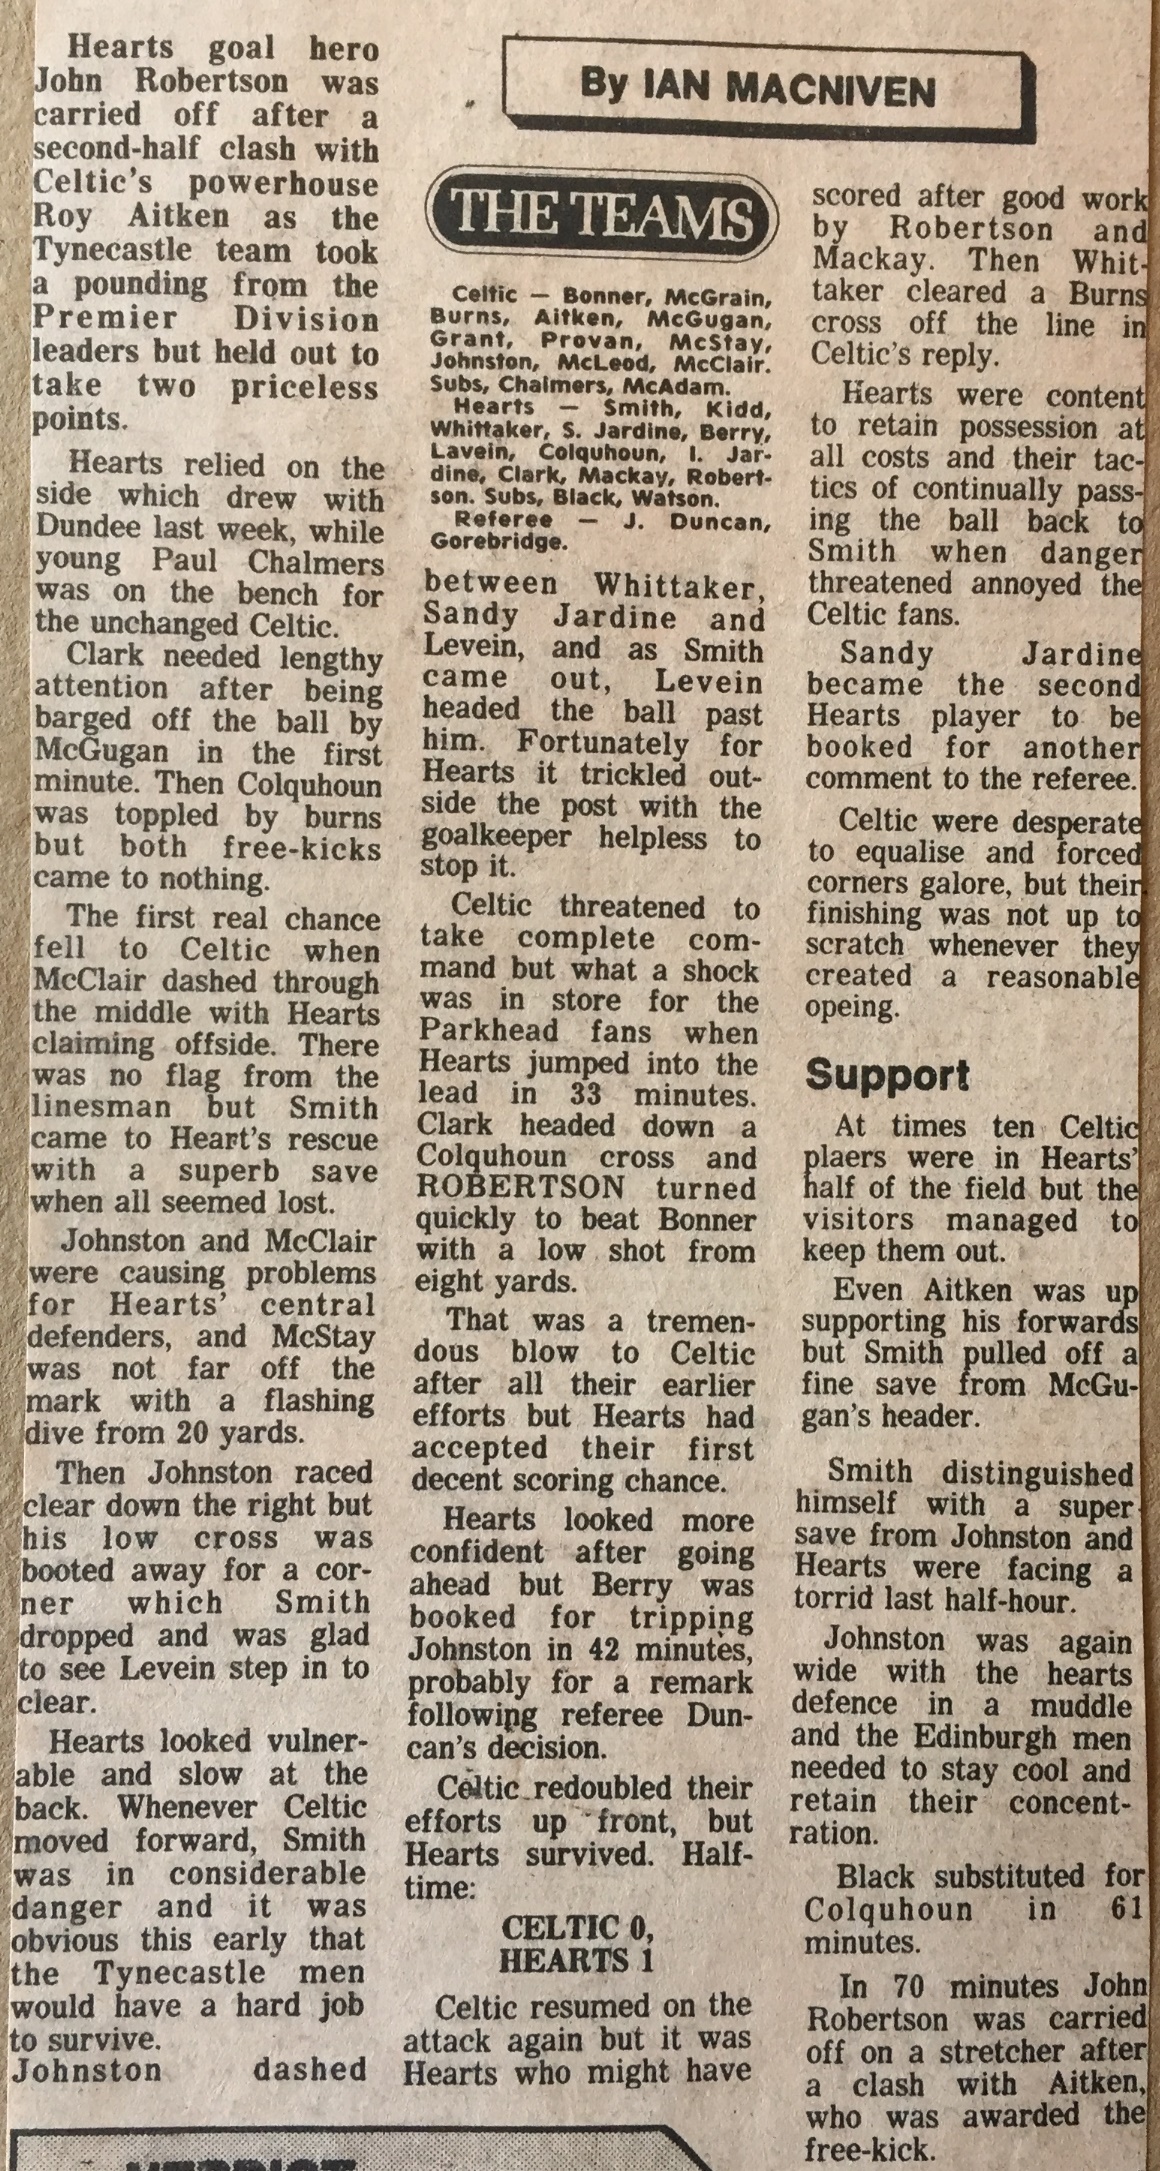 Hearts goal hero
John Robertson was
carried off after a
second-half clash with
Celtic's powerhouse
Roy Aitken as the
Tynecastle team took
a pounding from the
Premier Division
leaders but held out to
take two priceless
points.
Hearts relied on the
side which drew with
Dundee last week, while
young Paul Chalmers
was on the bench for
the unchanged Celtic.
Clark needed lengthy
attention after being
barged off the ball by
McGugan in the first
minute. Then Colquhoun
was toppled by burns
but both free-kicks
came to nothing.
The first real chance
fell to Celtic when
McClair dashed through
the middle with Hearts
claiming offside. There
was no flag from the
linesman but Smith
came to Heart's rescue
with a superb save
when all seemed lost.
Johnston and McClair
were causing problems
for Hearts' central
defenders, and McStay
was not far off the
mark with a flashing
dive from 20 yards.
Then Johnston raced
clear down the right but
his low cross was
booted away for a cor-
ner which Smith
dropped and was glad
to see Levein step in to
clear.
Hearts looked vulner-
able and slow at the
back. Whenever Celtic
moved forward, Smith
was in considerable
danger and it was
obvious this early that
the Tynecastle men
would have a hard job
to survive.
Johnston dashed
By IAN MACNIVEN
THE TEAMS
Celtic — Bonner, McGrain,
Burns, Aitken, McGugan,
Grant, Provan, McStay,
Johnston, McLeod, McClair.
Subs, Chalmers, McAdam.
Hearts — Smith, Kidd,
Whittaker, S. Jardine, Berry,
Lavein, Colquhoun, I. Jar-
dine, Clark, Mackay, Robert-
son. Subs, Black, Watson.
Referee — J. Duncan,
Gorebridge.
between Whittaker,
Sandy Jardine and
Levein, and as Smith
came out, Levein
headed the ball past
him. Fortunately for
Hearts it trickled out-
side the post with the
goalkeeper helpless to
stop it.
Celtic threatened to
take complete com-
mand but what a shock
was in store for the
Parkhead fans when
Hearts jumped into the
lead in 33 minutes.
Clark headed down a
Colquhoun cross and
ROBERTSON turned
quickly to beat Bonner
with a low shot from
eight yards.
That was a tremen-
dous blow to Celtic
after all their earlier
efforts but Hearts had
accepted their first
decent scoring chance.
Hearts looked more
confident after going
ahead but Berry was
booked for tripping
Johnston in 42 minutes,
probably for a remark
following referee Dun-
can's decision.
Celtic redoubled their
efforts up front, but
Hearts survived. Half-
time:
CELTIC 0,
HEARTS 1
Celtic resumed on the
attack again but it was
Hearts who might have
scored after good work
by Robertson and
Mackay. Then Whit-
taker cleared a Burns
cross off the line in
Celtic's reply.
Hearts were content
to retain possession at
all costs and their tac-
tics of continually pass-
ing the ball back to
Smith when danger
threatened annoyed the
Celtic fans.
Sandy Jardine
became the second
Hearts player to be
booked for another
comment to the referee.
Celtic were desperate
to equalise and forced
corners galore, but their
finishing was not up to
scratch whenever they
created a reasonable
opeing.
Support
At times ten Celtic
plaers were in Hearts'
half of the field but the
visitors managed to
keep them out.
Even Aitken was up
supporting his forwards
but Smith pulled off a
fine save from McGu-
gan's header.
Smith distinguished
himself with a super
save from Johnston and
Hearts were facing a
torrid last half-hour.
Johnston was again
wide with the hearts
defence in a muddle
and the Edinburgh men
needed to stay cool and
retain their concent-
ration.
Black substituted for
Colquhoun in 61
minutes.
In 70 minutes John
Robertson was carried
off on a stretcher after
a clash with Aitken,
who was awarded the
free-kick.